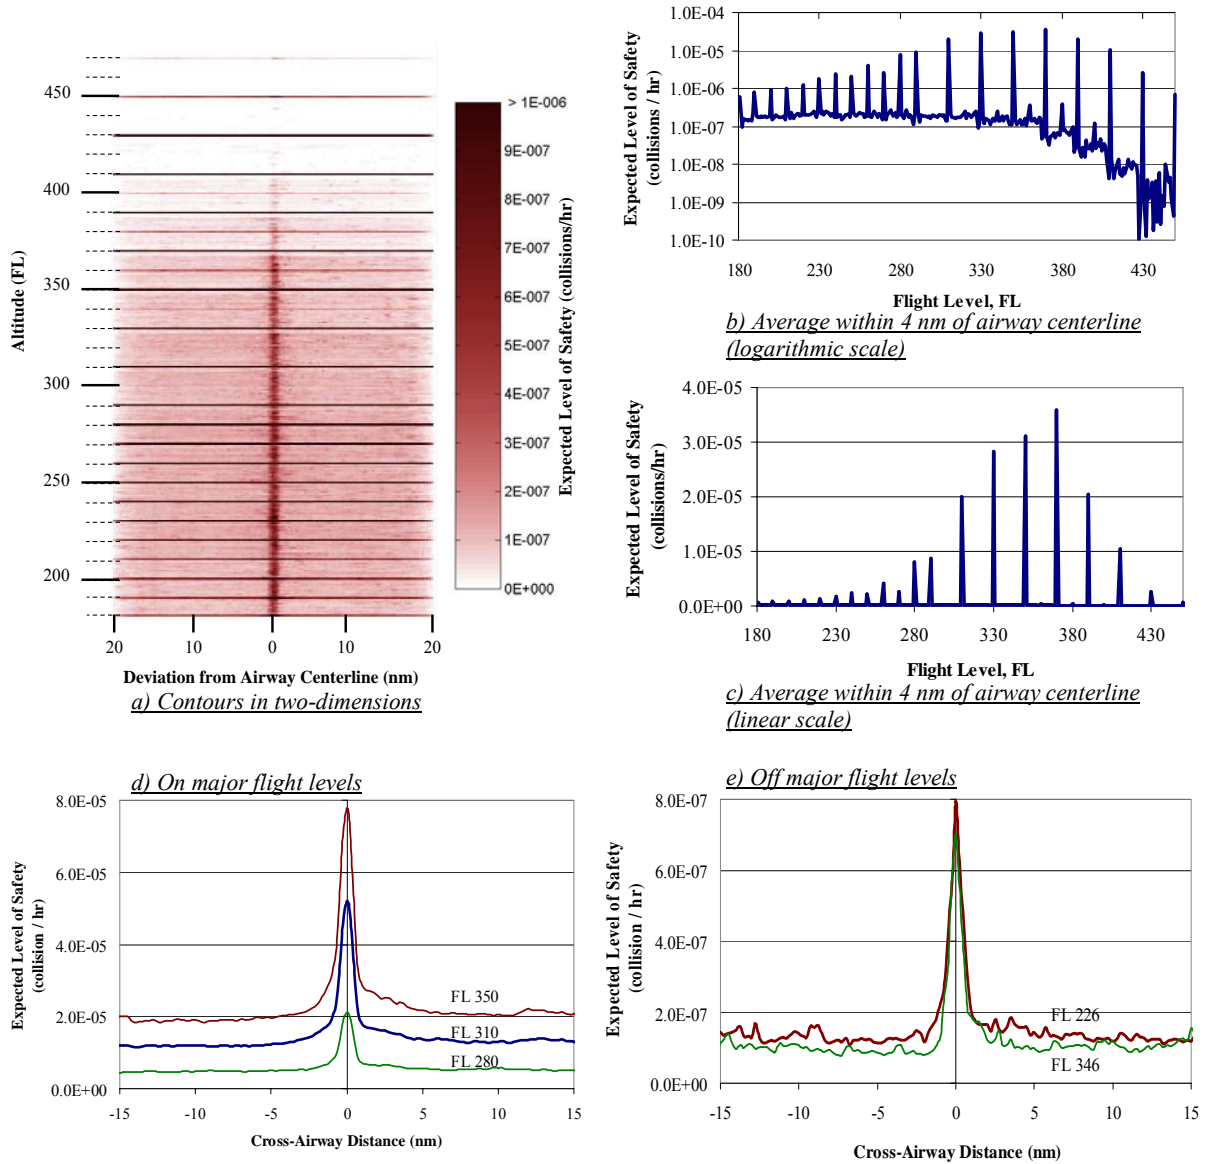 450
400
350
300
250
200
Altitude (FL)
20
10
0
10
20
Deviation from Airway Centerline (nm)
a) Contours in two-dimensions
> 1E-006
9E-007
8E-007
7E-007
6E-007
5E-007
4E-007
3E-007
2E-007
1E-007
0E+000
Expected Level of Safety (collisions/hr)
1.0E-04
1.0E-05
1.0E-06
1.0E-07
1.0E-08
1.0E-09
1.0E-10
Expected Level of Safety
(collisions / hr)
180
230
280
330
380
430
Flight Level, FL
b) Average within 4 nm of airway centerline
(logarithmic scale)
4.0E-05
3.0E-05
2.0E-05
1.0E-05
0.0E+00
Expected Level of Safety
(collisions/hr)
180
230
280
330
380
430
Flight Level, FL
c) Average within 4 nm of airway centerline
(linear scale)
d) On major flight levels
8.0E-05
6.0E-05
4.0E-05
2.0E-05
0.0E+00
Expected Level of Safety
(collision / hr)
FL 350
FL 310
FL 280
-15
-10
-5
0
5
10
15
Cross-Airway Distance (nm)
e) Off major flight levels
8.0E-07
6.0E-07
4.0E-07
2.0E-07
0.0E+00
Expected Level of Safety
(collision / hr)
FL 226
FL 346
-15
-10
-5
0
5
10
15
Cross-Airway Distance (nm)